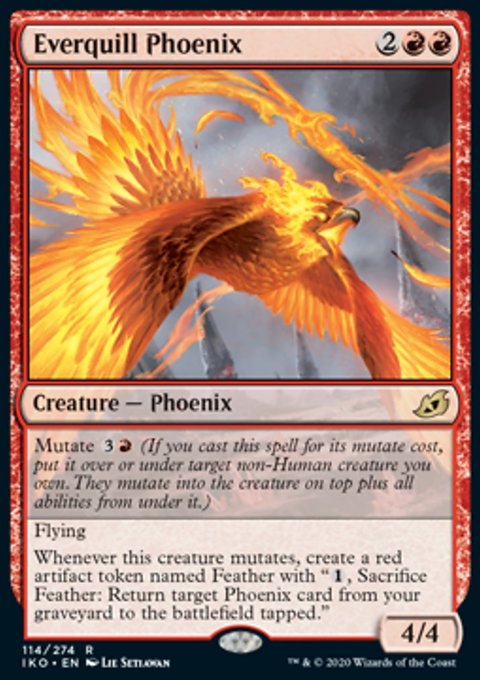 Everquill Phoenix 2
Creature — Phoenix
Mutate 3 (If you cast this spell for its mutate cost,
put it over or under target non-Human creature you
own. They mutate into the creature on top plus all
abilities from under it.)
Flying
Whenever this creature mutates, create a red
artifact token named Feather with “1, Sacrifice
Feather: Return target Phoenix card from your
graveyard to the battlefield tapped.”
4/4
114/274 R
IKO • EN Lie Setiawan
™ & © 2020 Wizards of the Coast